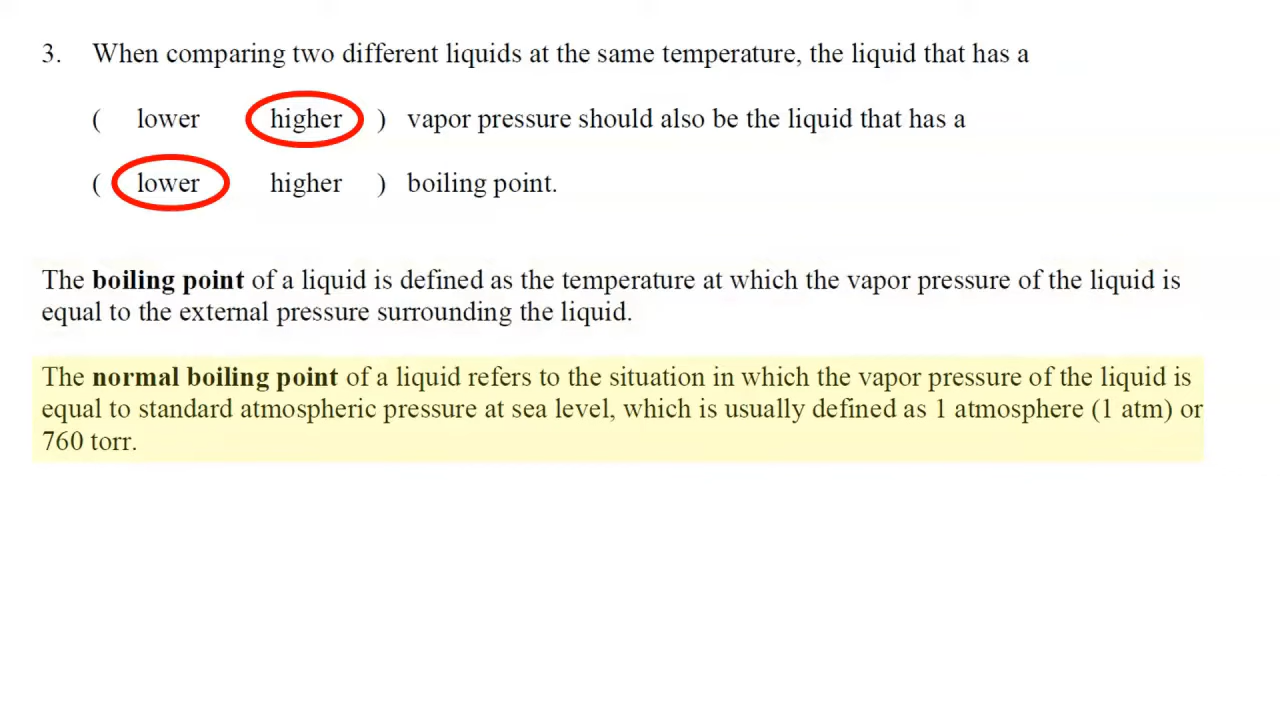 3. When comparing two different liquids at the same temperature, the liquid that has a
( lower higher ) vapor pressure should also be the liquid that has a
( lower higher ) boiling point.
The boiling point of a liquid is defined as the temperature at which the vapor pressure of the liquid is
equal to the external pressure surrounding the liquid.
The normal boiling point of a liquid refers to the situation in which the vapor pressure of the liquid is
equal to standard atmospheric pressure at sea level, which is usually defined as 1 atmosphere (1 atm) or
760 torr.